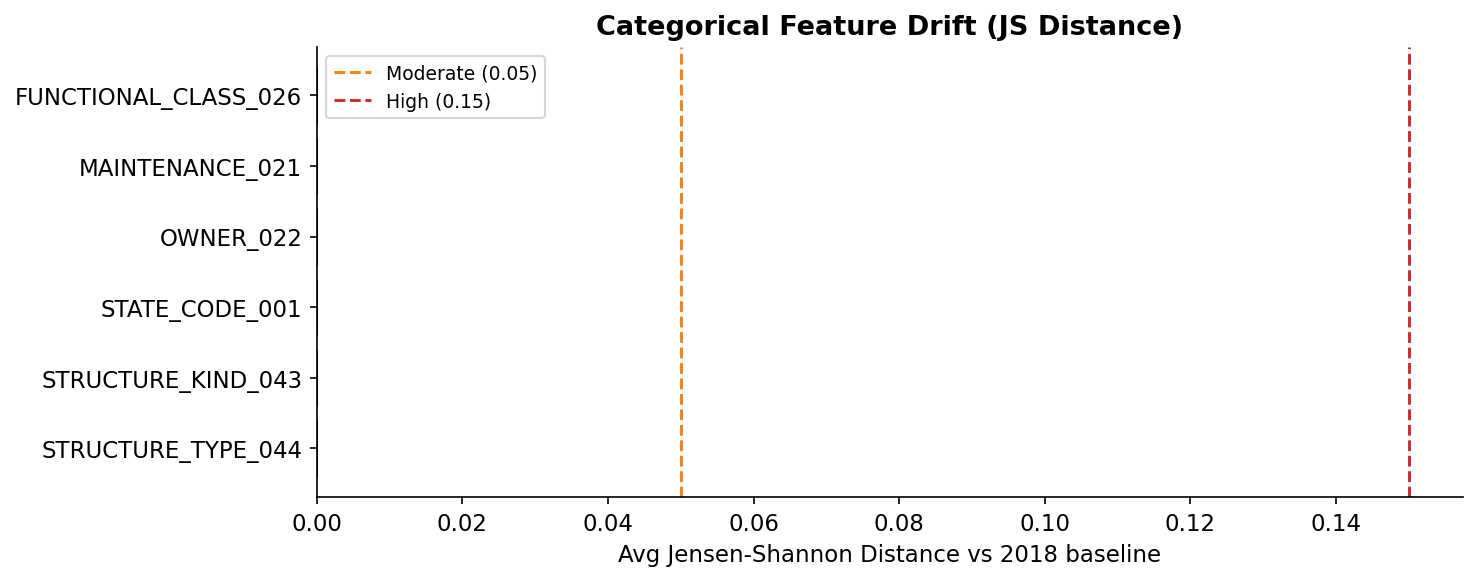 Categorical Feature Drift (JS Distance)
Moderate (0.05)
High (0.15)
FUNCTIONAL_CLASS_026
MAINTENANCE_021
OWNER_022
STATE_CODE_001
STRUCTURE_KIND_043
STRUCTURE_TYPE_044
0.00 0.02 0.04 0.06 0.08 0.10 0.12 0.14
Avg Jensen-Shannon Distance vs 2018 baseline